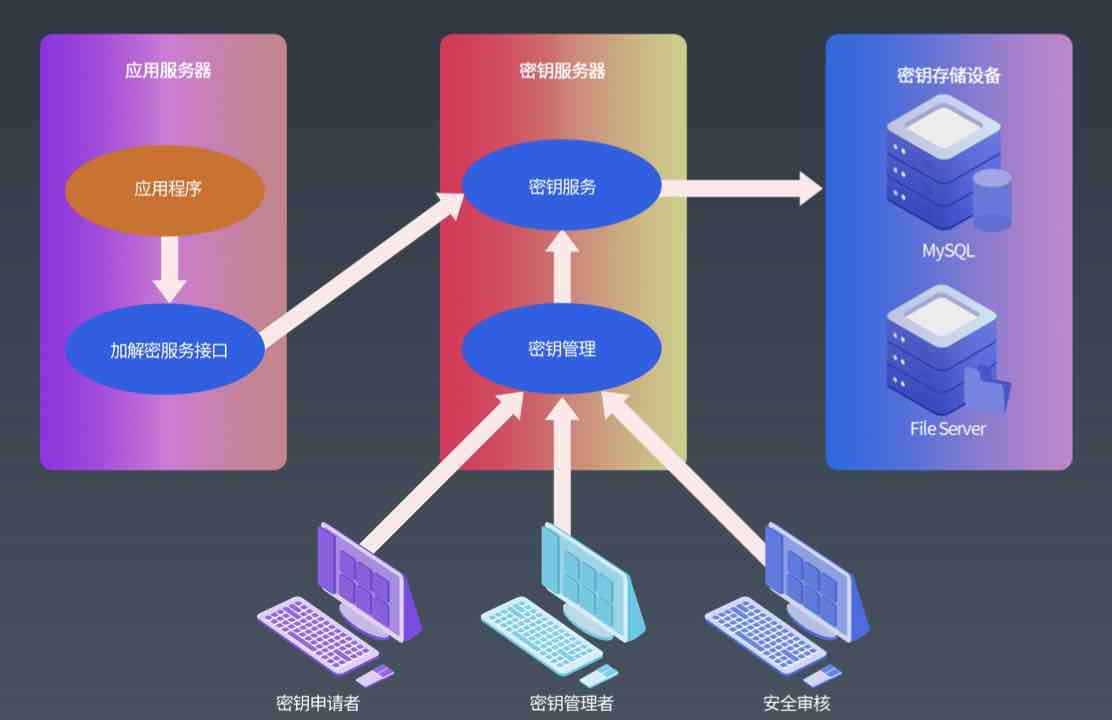 应用服务器
密钥服务器
密钥存储设备
应用程序
密钥服务
MySQL
加解密服务接口
密钥管理
File Server
密钥申请者
密钥管理者
安全审核